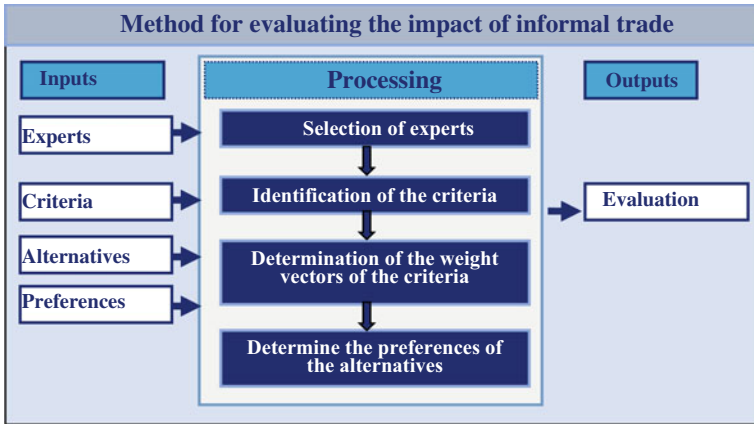 Method for evaluating the impact of informal trade
Inputs
Processing
Outputs
Experts
Criteria
Alternatives
Preferences
Selection of experts
Identification of the criteria
Determination of the weight
vectors of the criteria
Determine the preferences of
the alternatives
Evaluation